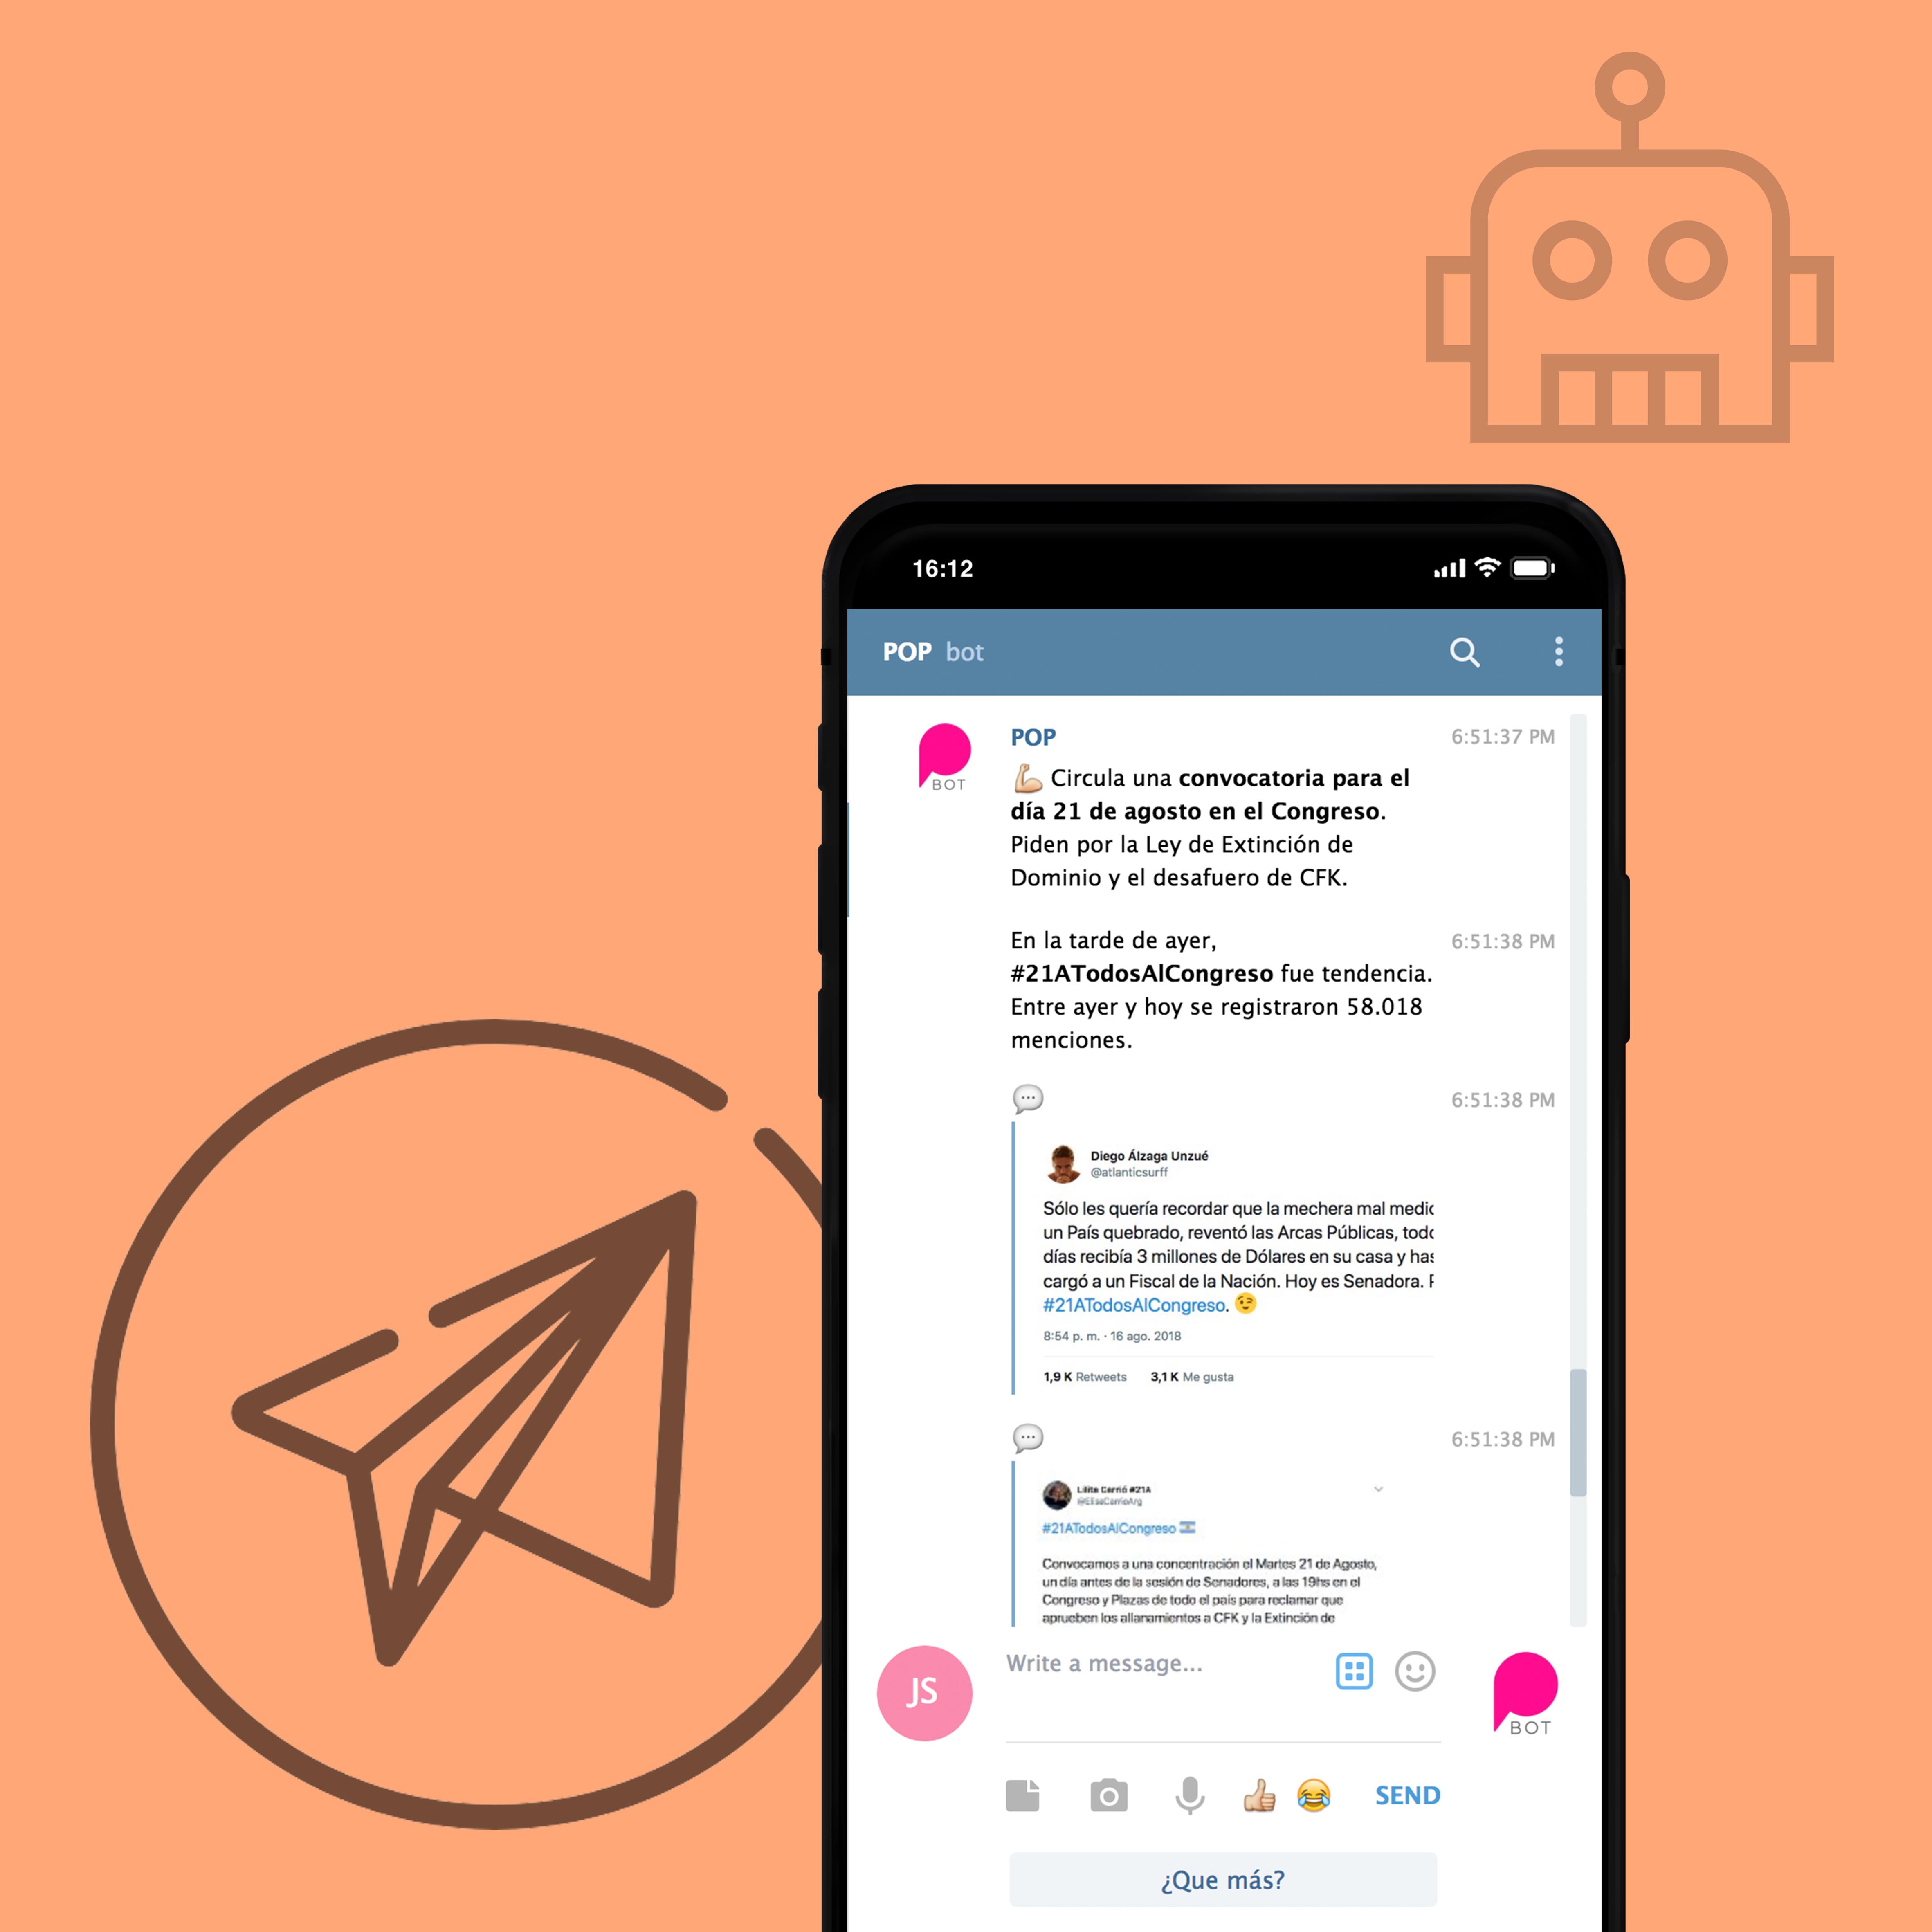 16:12
POP bot
POP
6:51:37 PM
BOT
💪 Circula una convocatoria para el
día 21 de agosto en el Congreso.
Piden por la Ley de Extinción de
Dominio y el desafuero de CFK.
En la tarde de ayer,
6:51:38 PM
#21ATodosAlCongreso fue tendencia.
Entre ayer y hoy se registraron 58.018
menciones.
6:51:38 PM
Diego Álzaga Unzué
@atlanticsurff
Sólo les quería recordar que la mechera mal medic
un País quebrado, reventó las Arcas Públicas, todo
días recibía 3 millones de Dólares en su casa y has
cargó a un Fiscal de la Nación. Hoy es Senadora.
#21ATodosAlCongreso. 😉
8:54 p. m. · 16 ago. 2018
1,9 K Retweets 3,1 K Me gusta
6:51:38 PM
Lilita Carrió #21A
@ElisaCarrioArg
#21ATodosAlCongreso 🇦🇷
Convocamos a una concentración el Martes 21 de Agosto,
un día antes de la sesión de Senadores, a las 19hs en el
Congreso y Plazas de todo el país para reclamar que
aprueben los allanamientos a CFK y la Extinción de
JS
Write a message...
BOT
SEND
¿Que más?